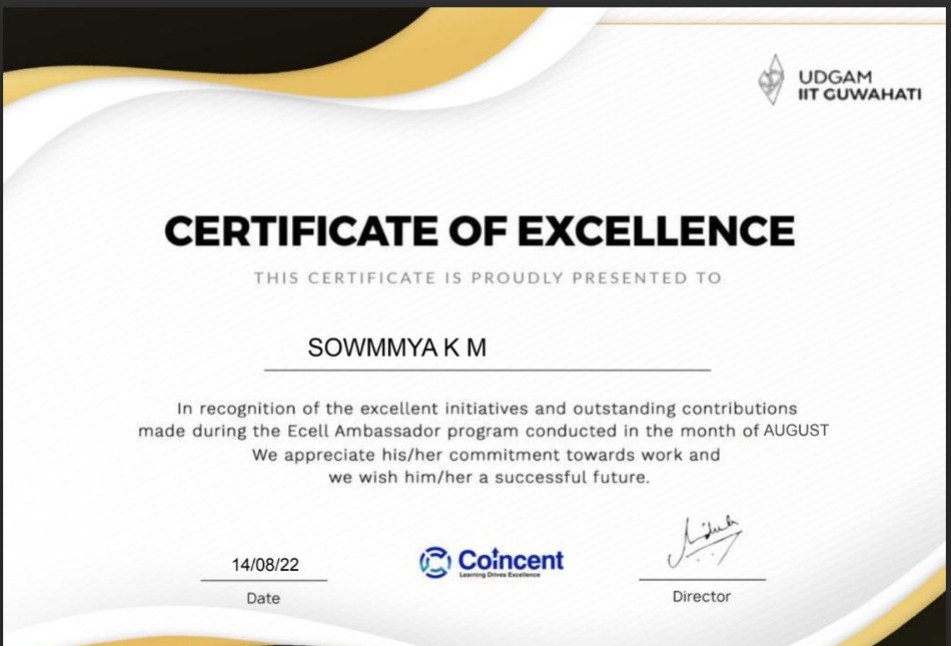 UDGAM
IIT GUWAHATI
CERTIFICATE OF EXCELLENCE
THIS CERTIFICATE IS PROUDLY PRESENTED TO
SOWMMYA K M
In recognition of the excellent initiatives and outstanding contributions
made during the Ecell Ambassador program conducted in the month of AUGUST
We appreciate his/her commitment towards work and
we wish him/her a successful future.
14/08/22
Date
Coincent
Learning Drives Excellence
Director